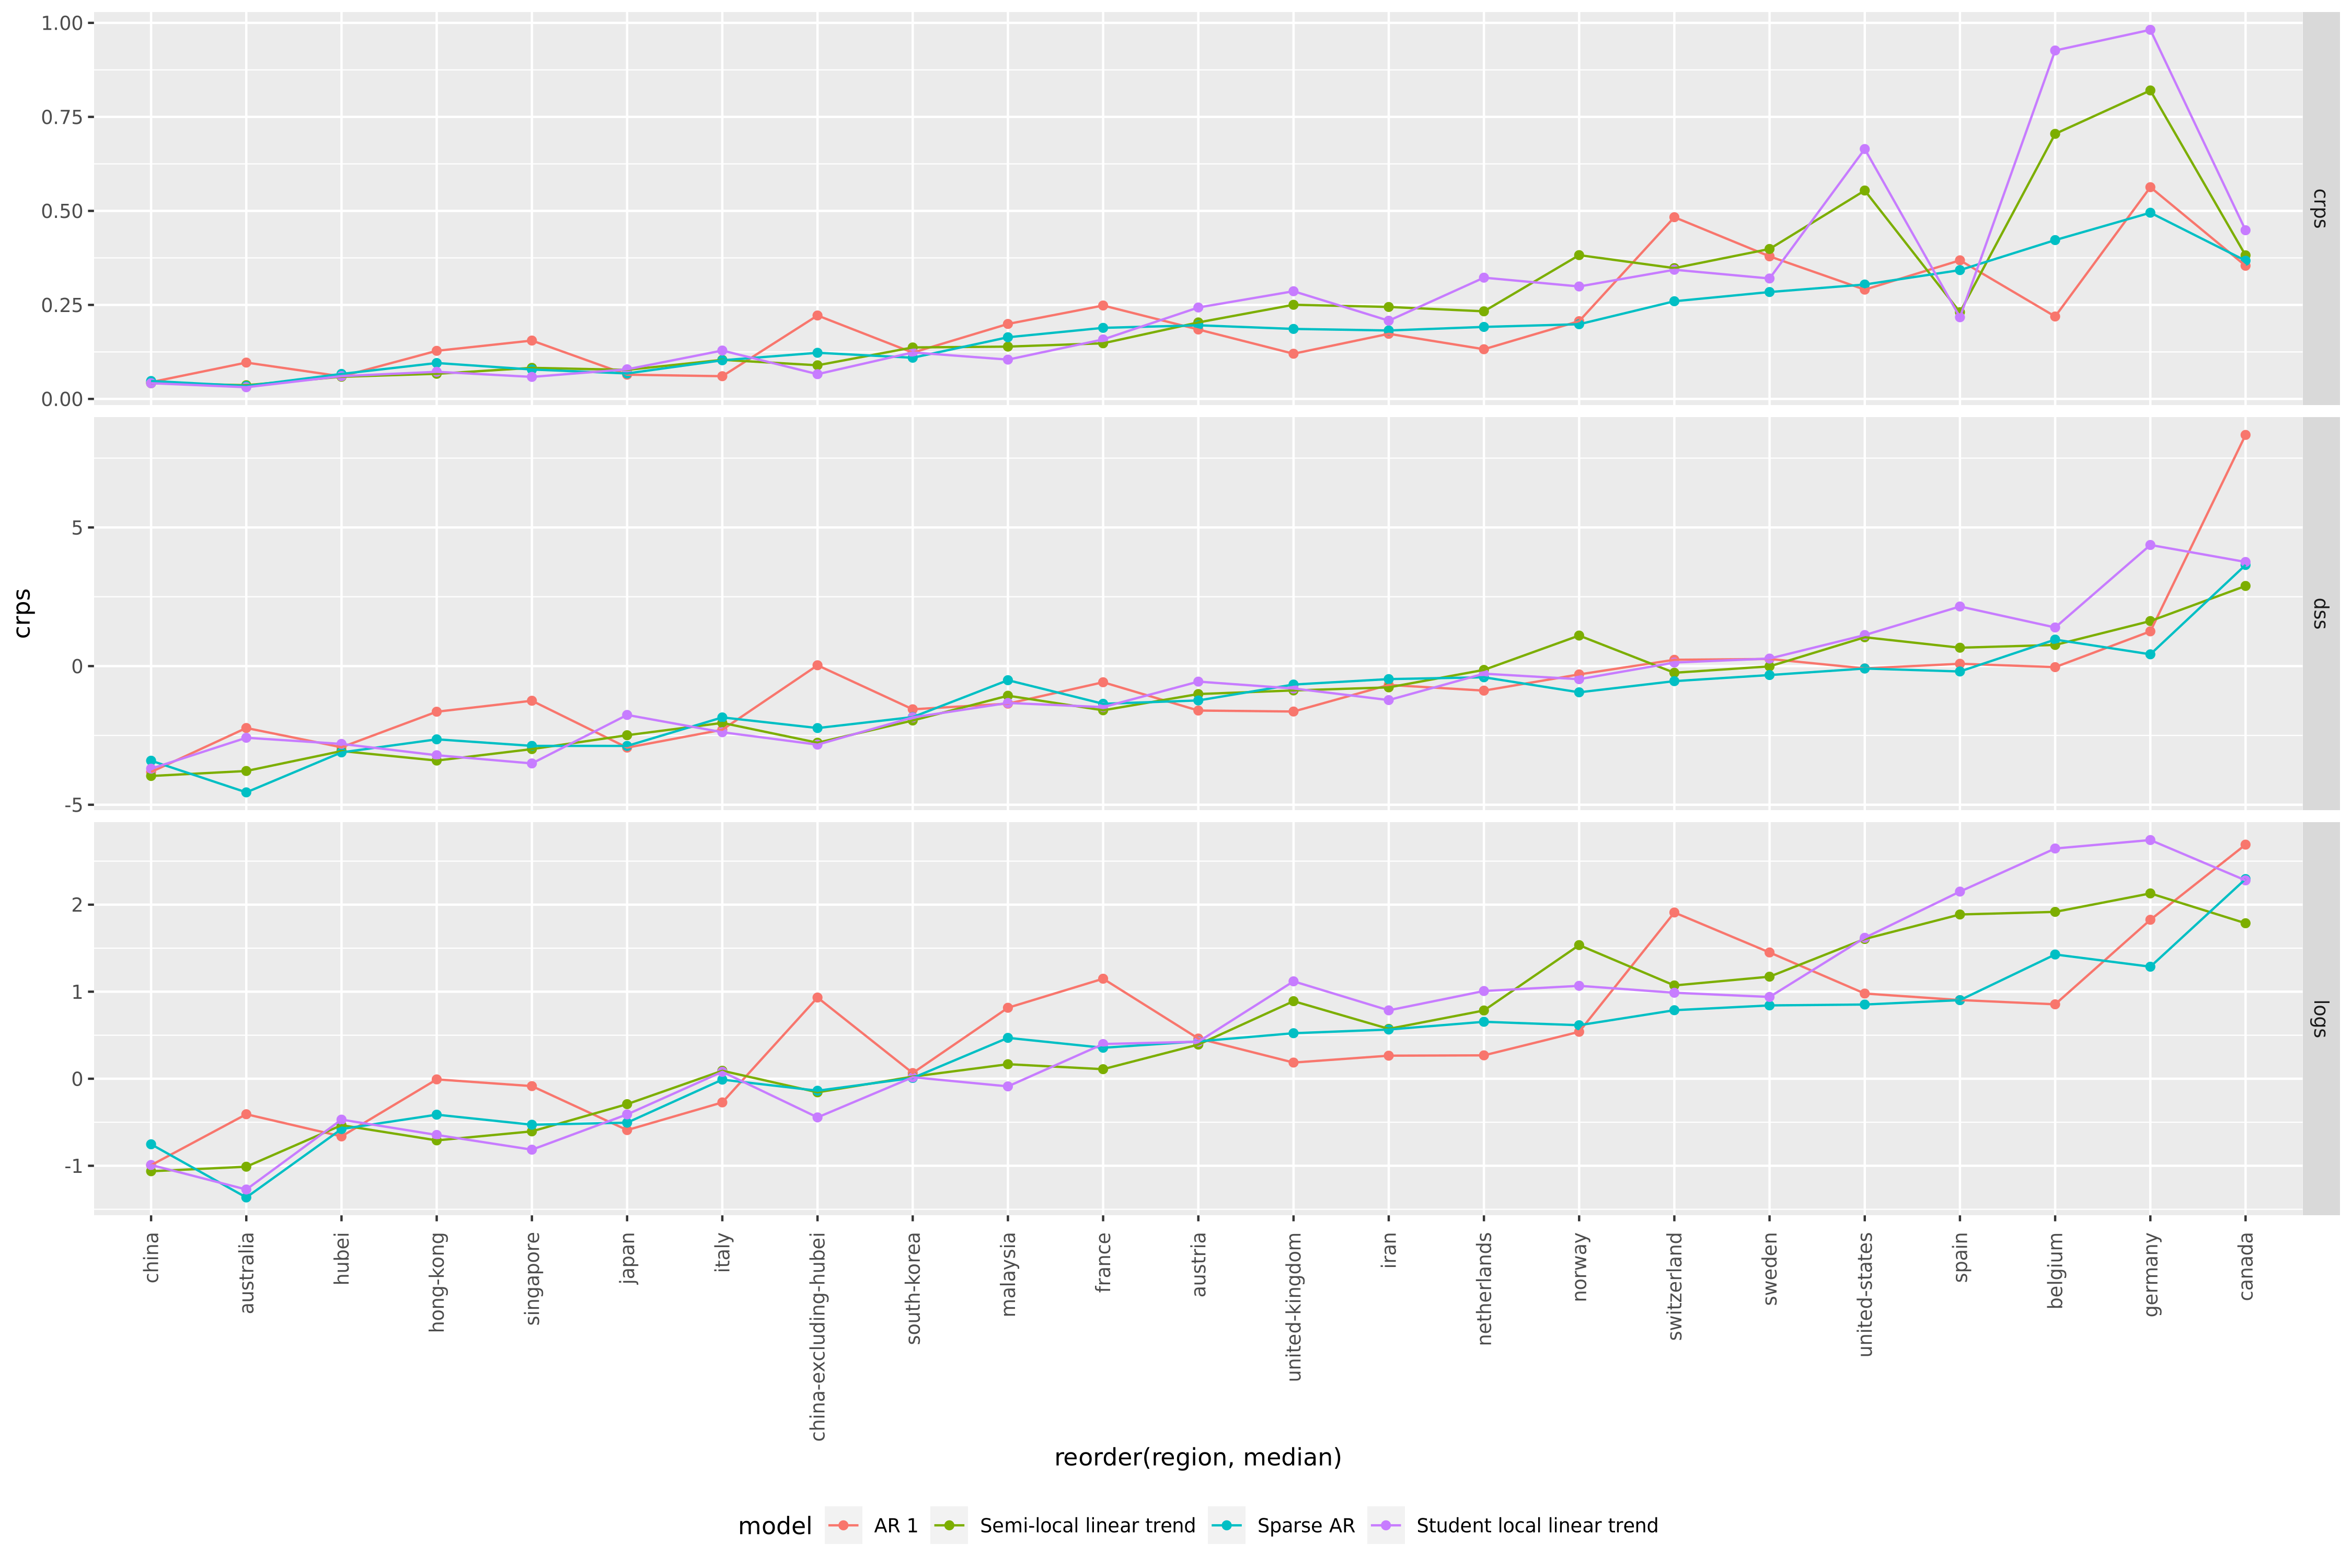 1.00
0.75
0.50
0.25
0.00
crps
5
0
-5
dss
crps
2
1
0
-1
logs
china
australia
hubei
hong-kong
singapore
japan
italy
china-excluding-hubei
south-korea
malaysia
france
austria
united-kingdom
iran
netherlands
norway
switzerland
sweden
united-states
spain
belgium
germany
canada
reorder(region, median)
model AR 1 Semi-local linear trend Sparse AR Student local linear trend